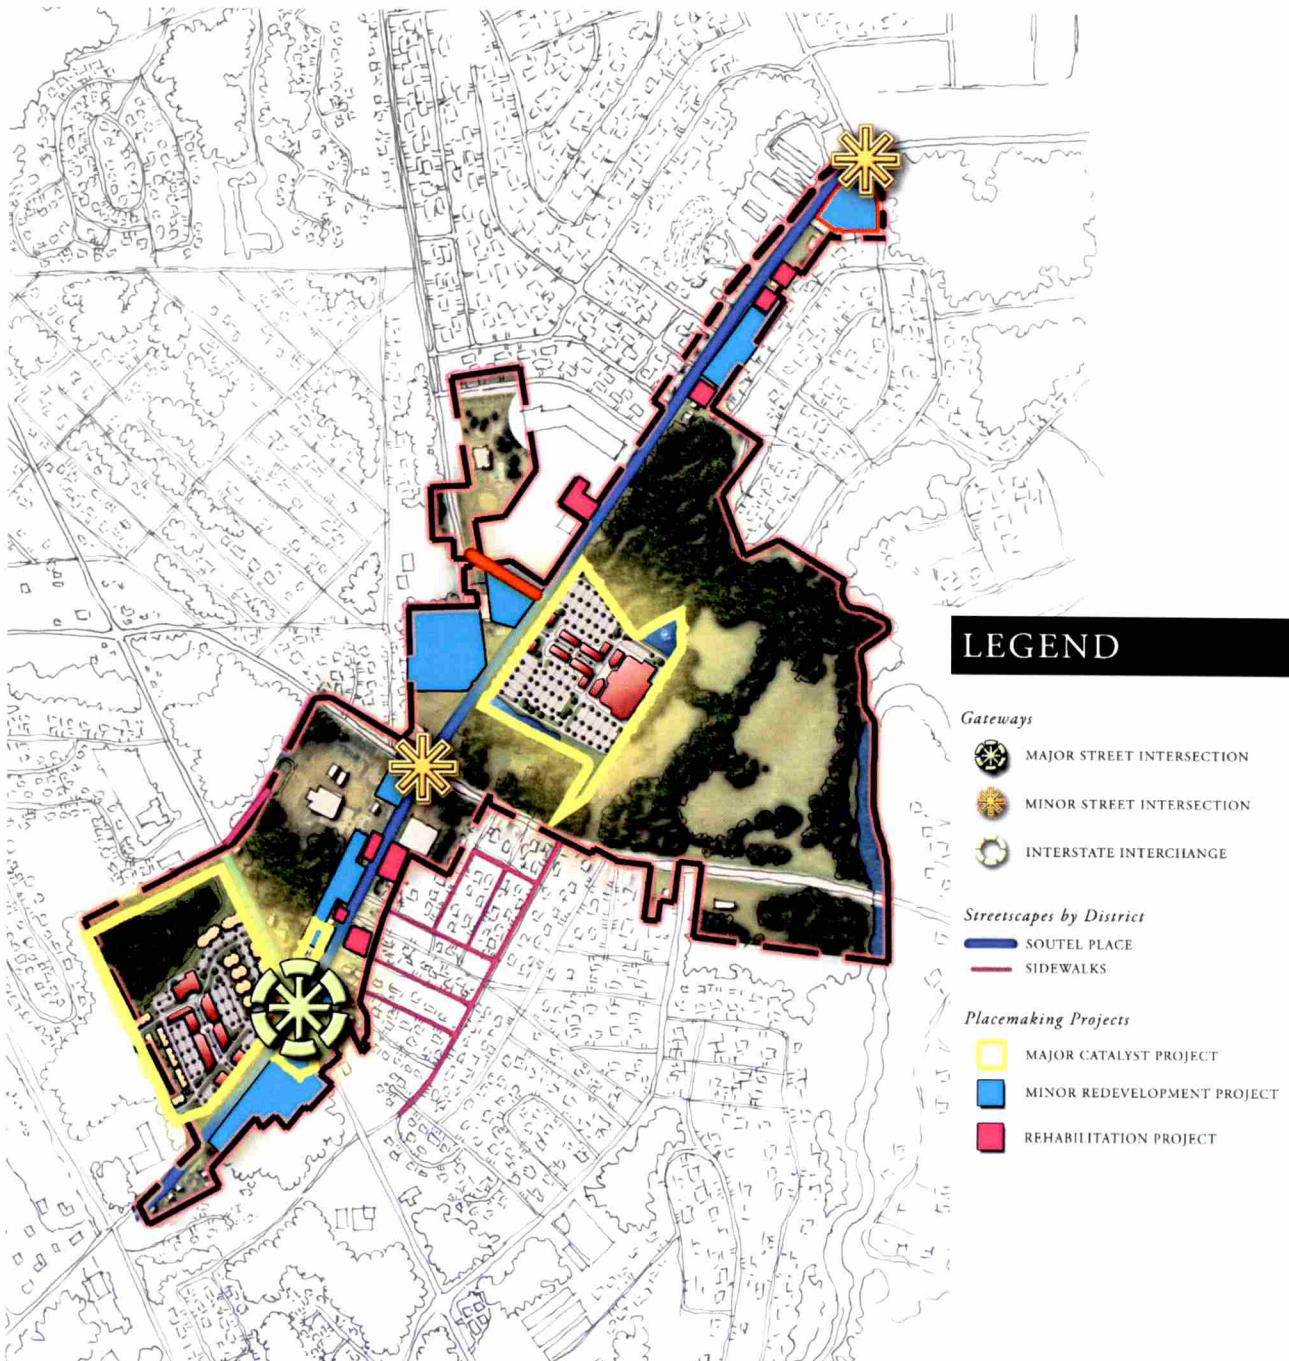 LEGEND
Gateways
MAJOR STREET INTERSECTION
MINOR STREET INTERSECTION
INTERSTATE INTERCHANGE
Streetscapes by District
SOUTEL PLACE
SIDEWALKS
Placemaking Projects
MAJOR CATALYST PROJECT
MINOR REDEVELOPMENT PROJECT
REHABILITATION PROJECT